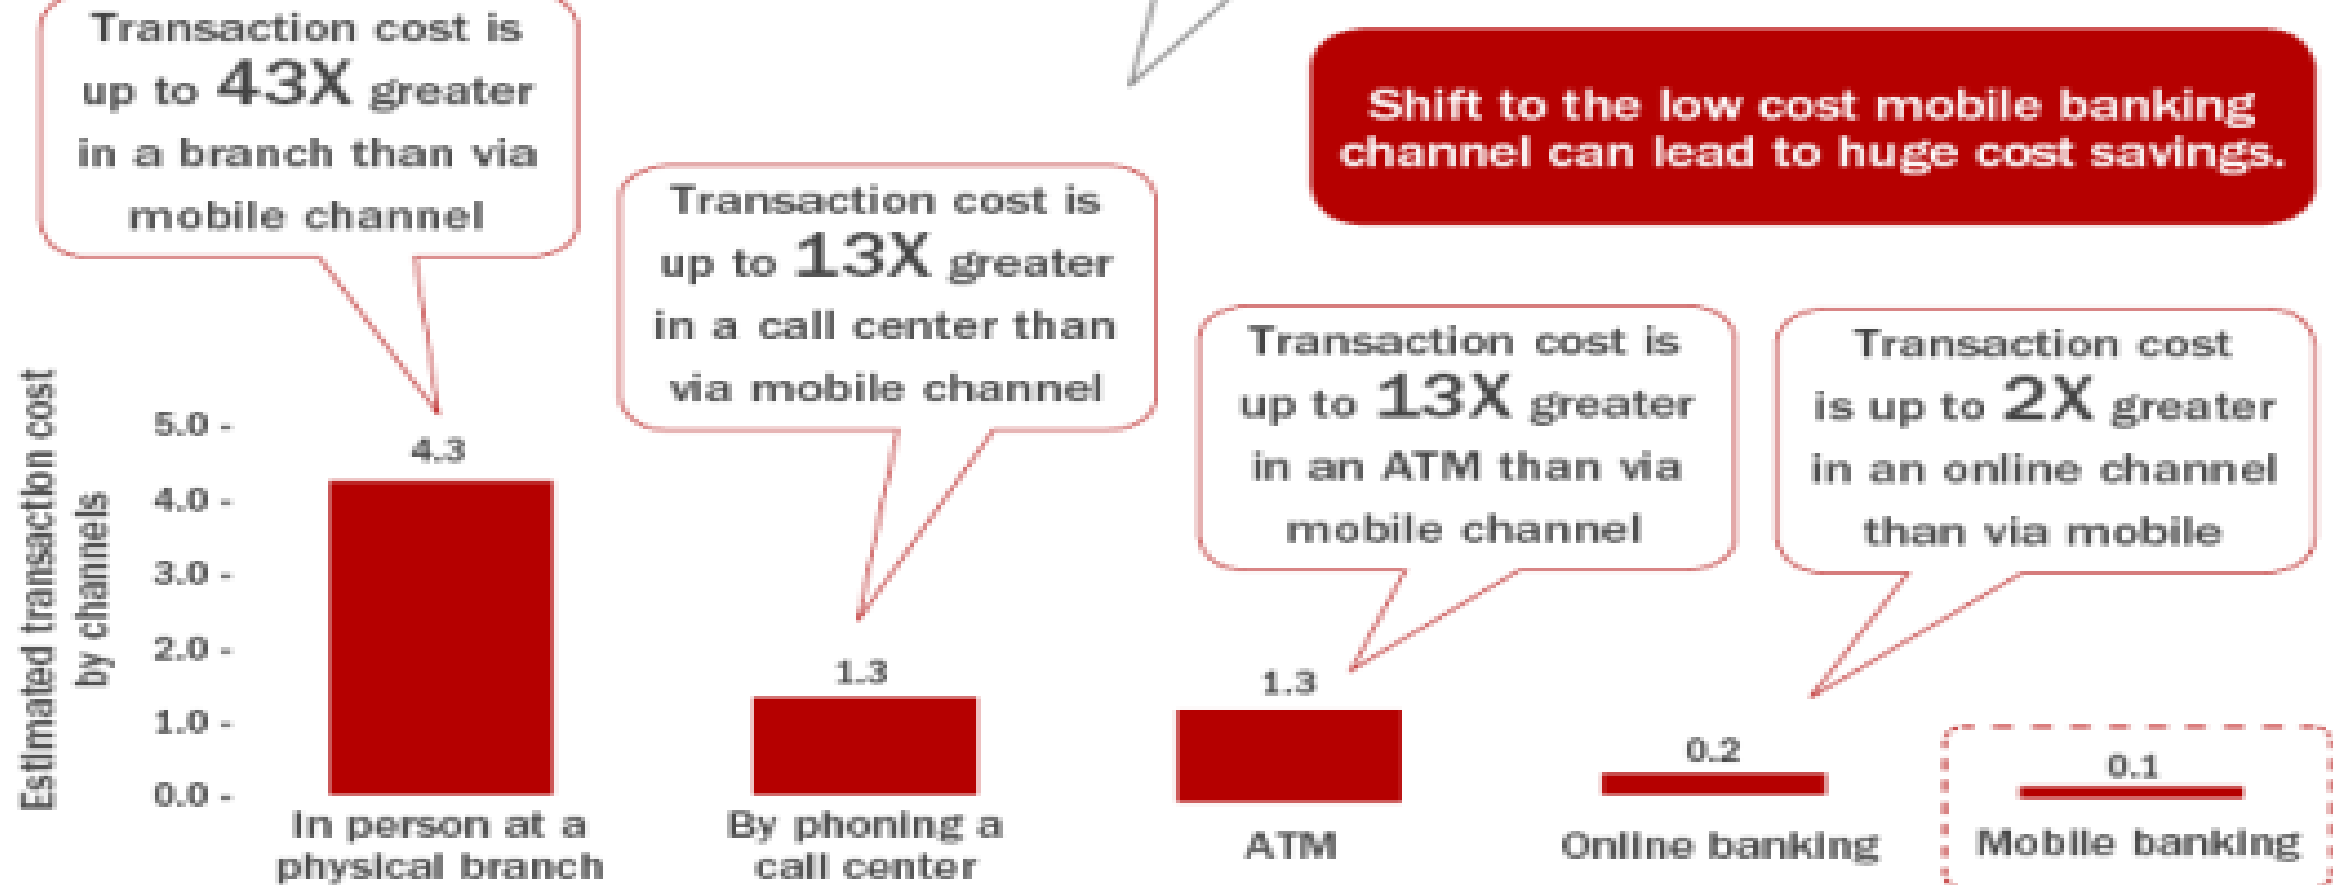 Transaction cost is
up to 43X greater
in a branch than via
mobile channel
Shift to the low cost mobile banking
channel can lead to huge cost savings.
Transaction cost is
up to 13X greater
in a call center than
via mobile channel
Transaction cost is
up to 13X greater
in an ATM than via
mobile channel
Transaction cost
is up to 2X greater
in an online channel
than via mobile
Estimated transaction cost
by channels
5.0 -
4.0 -
3.0 -
2.0 -
1.0 -
0.0 -
4.3
1.3
1.3
0.2
0.1
In person at a
physical branch
By phoning a
call center
ATM
Online banking
Mobile banking